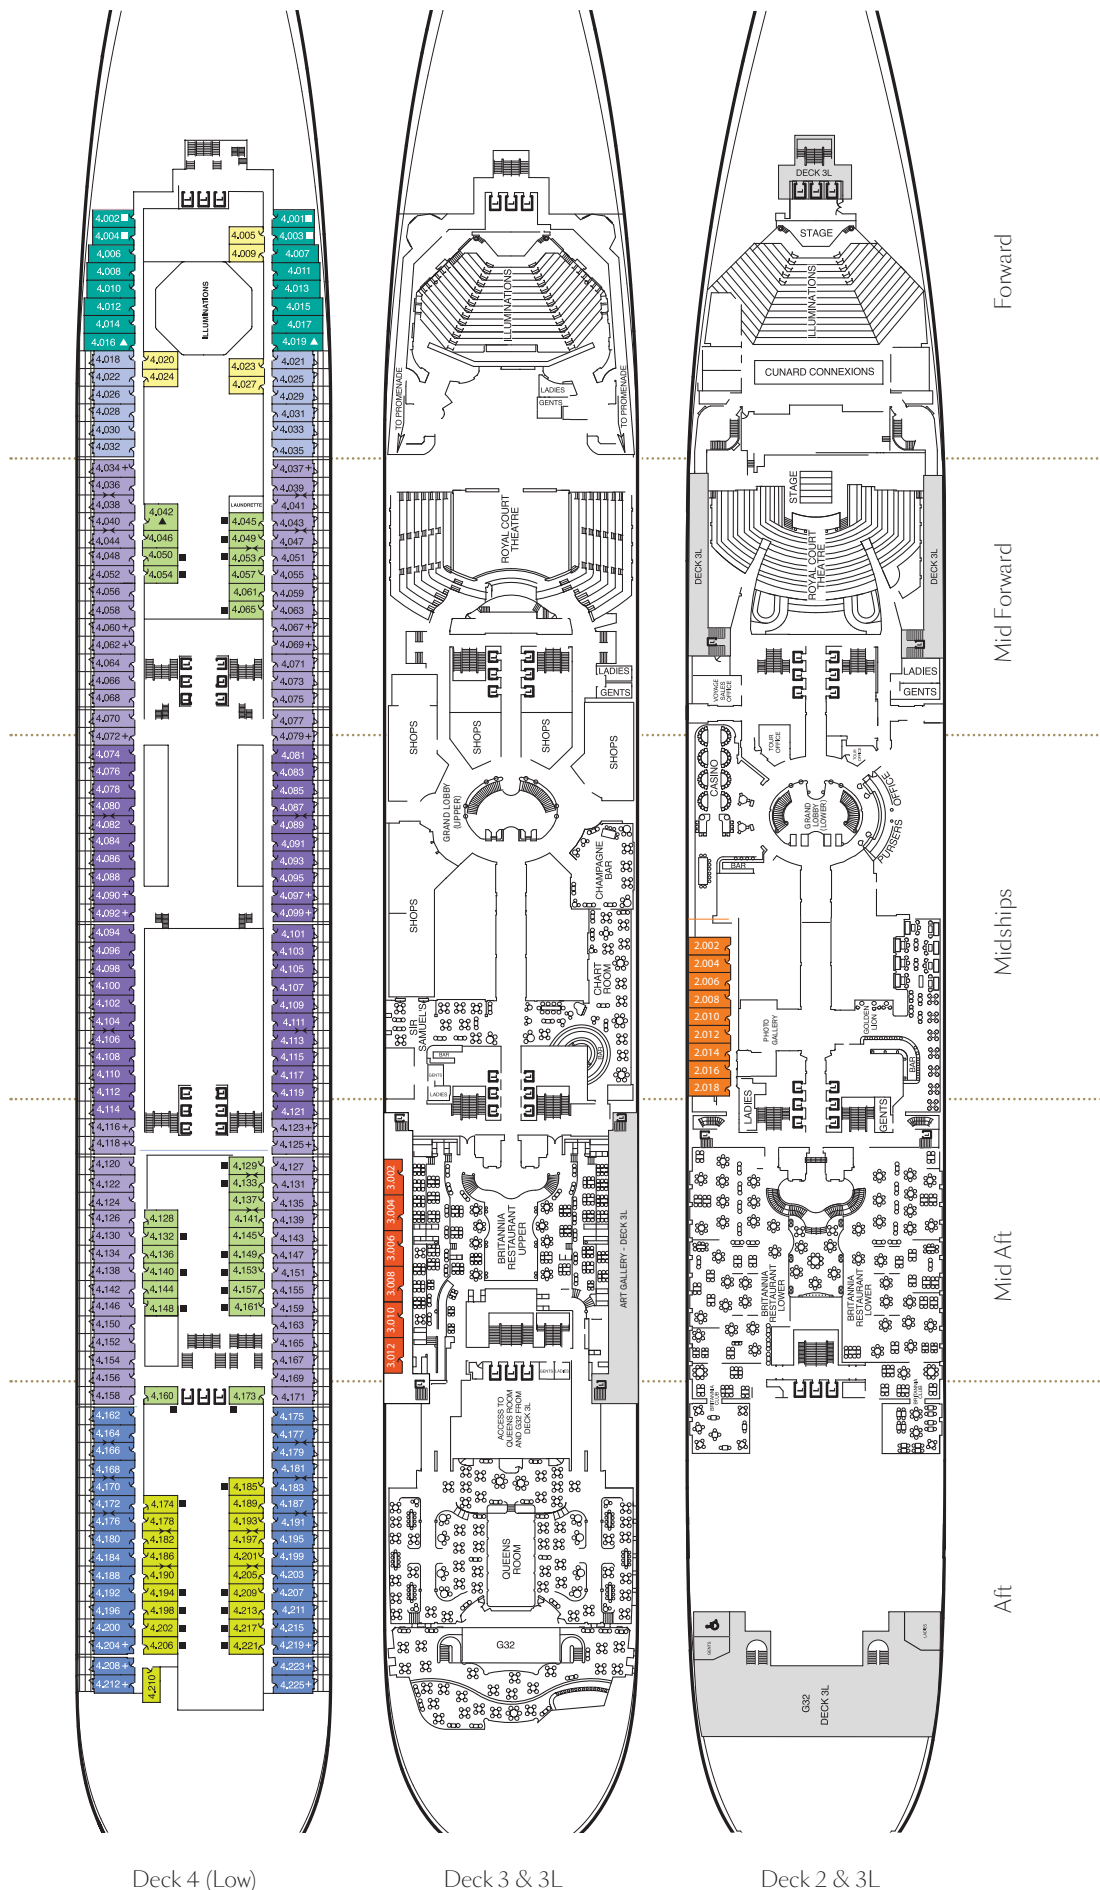 4.002
4.004
4.006
4.008
4.010
4.012
4.014
4.016
4.018
4.022
4.026
4.028
4.030
4.032
4.034+
4.036
4.038
4.040
4.044
4.048
4.052
4.056
4.058
4.060+
4.062+
4.064
4.066
4.068
4.070
4.072+
4.074
4.076
4.078
4.080
4.082
4.084
4.086
4.088
4.090+
4.092+
4.094
4.096
4.098
4.100
4.102
4.104
4.106
4.108
4.110
4.112
4.114
4.116+
4.118+
4.120
4.122
4.124
4.126
4.130
4.134
4.138
4.142
4.146
4.150
4.152
4.154
4.156
4.158
4.162
4.164
4.166
4.168
4.170
4.172
4.176
4.180
4.184
4.188
4.192
4.196
4.200
4.204+
4.208+
4.212+
4.020
4.024
4.042
4.046
4.050
4.054
4.128
4.132
4.136
4.140
4.144
4.148
4.160
4.174
4.178
4.182
4.186
4.190
4.194
4.198
4.202
4.206
4.210
ILLUMINATIONS
4.005
4.009
4.023
4.027
LAUNDRETTE
4.045
4.049
4.053
4.057
4.061
4.065
4.129
4.133
4.137
4.141
4.145
4.149
4.153
4.157
4.161
4.173
4.185
4.189
4.193
4.197
4.201
4.205
4.209
4.213
4.217
4.221
4.001
4.003
4.007
4.011
4.013
4.015
4.017
4.019
4.021
4.025
4.029
4.031
4.033
4.035
4.037+
4.039
4.041
4.043
4.047
4.051
4.055
4.059
4.063
4.067+
4.069+
4.071
4.073
4.075
4.077
4.079+
4.081
4.083
4.085
4.087
4.089
4.091
4.093
4.095
4.097+
4.099+
4.101
4.103
4.105
4.107
4.109
4.111
4.113
4.115
4.117
4.119
4.121
4.123+
4.125+
4.127
4.131
4.135
4.139
4.143
4.147
4.151
4.155
4.159
4.163
4.165
4.167
4.169
4.171
4.175
4.177
4.179
4.181
4.183
4.187
4.191
4.195
4.199
4.203
4.207
4.211
4.215
4.219+
4.223+
4.225+
Deck 4 (Low)
ILLUMINATIONS
TO PROMENADE
LADIES
GENTS
TO PROMENADE
ROYAL COURT
THEATRE
LADIES
GENTS
SHOPS
SHOPS
SHOPS
SHOPS
GRAND LOBBY
(UPPER)
CHAMPAGNE
BAR
SHOPS
CHART
ROOM
SIR
SAMUEL'S
BAR
BAR
GENTS
LADIES
3.002
3.004
3.006
3.008
3.010
3.012
BRITANNIA
RESTAURANT
UPPER
ART GALLERY - DECK 3L
GENTS
LADIES
ACCESS TO
QUEENS ROOM
AND G32 FROM
DECK 3L
QUEENS
ROOM
G32
Deck 3 & 3L
DECK 3L
STAGE
ILLUMINATIONS
CUNARD CONNEXIONS
STAGE
DECK 3L
ROYAL COURT
THEATRE
DECK 3L
VOYAGE
SALES
OFFICE
LADIES
GENTS
TOUR
OFFICE
TOUR
OFFICE
CASINO
GRAND
LOBBY
(LOWER)
PURSERS OFFICE
BAR
2.002
2.004
2.006
2.008
2.010
2.012
2.014
2.016
2.018
PHOTO
GALLERY
GOLDEN
LION
BAR
LADIES
GENTS
BRITANNIA
RESTAURANT
LOWER
BRITANNIA
RESTAURANT
LOWER
BRITANNIA
CLUB
BRITANNIA
CLUB
GENTS
LADIES
G32
DECK 3L
Deck 2 & 3L
Forward
Mid Forward
Midships
Mid Aft
Aft